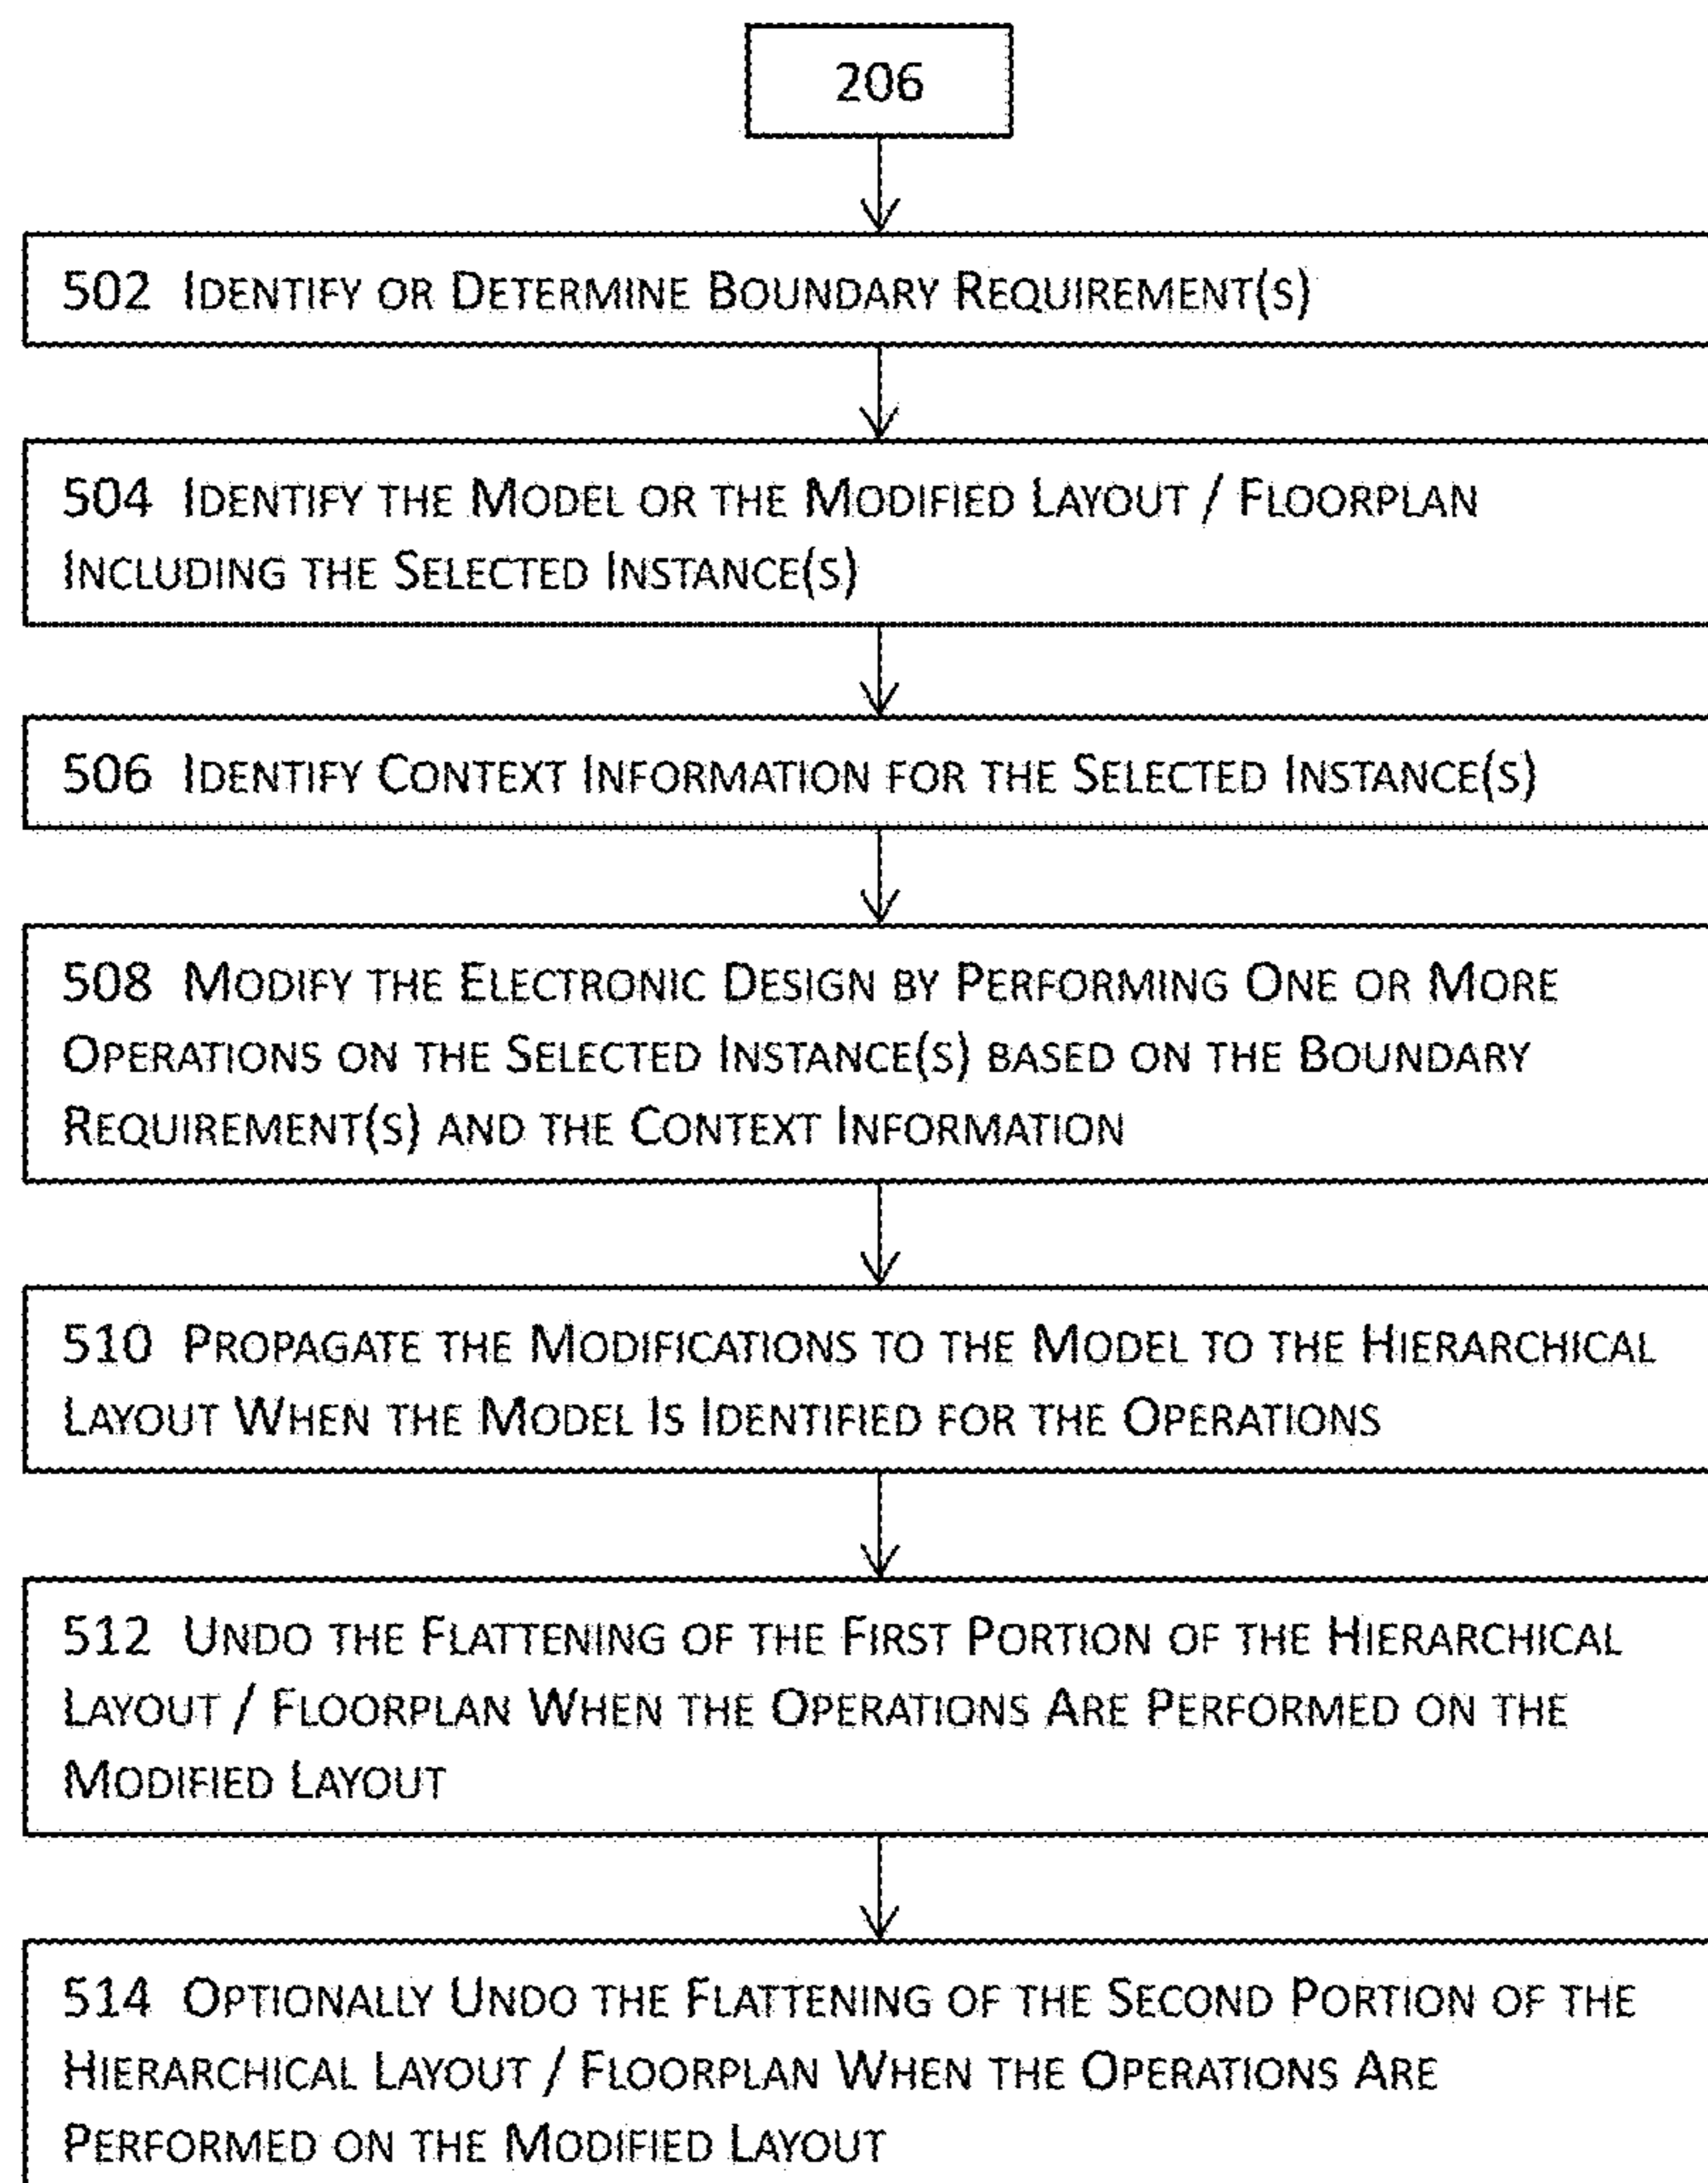 206
502 Identify or Determine Boundary Requirement(s)
504 Identify the Model or the Modified Layout / Floorplan
Including the Selected Instance(s)
506 Identify Context Information for the Selected Instance(s)
508 Modify the Electronic Design by Performing One or More
Operations on the Selected Instance(s) based on the Boundary
Requirement(s) and the Context Information
510 Propagate the Modifications to the Model to the Hierarchical
Layout When the Model Is Identified for the Operations
512 Undo the Flattening of the First Portion of the Hierarchical
Layout / Floorplan When the Operations Are Performed on the
Modified Layout
514 Optionally Undo the Flattening of the Second Portion of the
Hierarchical Layout / Floorplan When the Operations Are
Performed on the Modified Layout